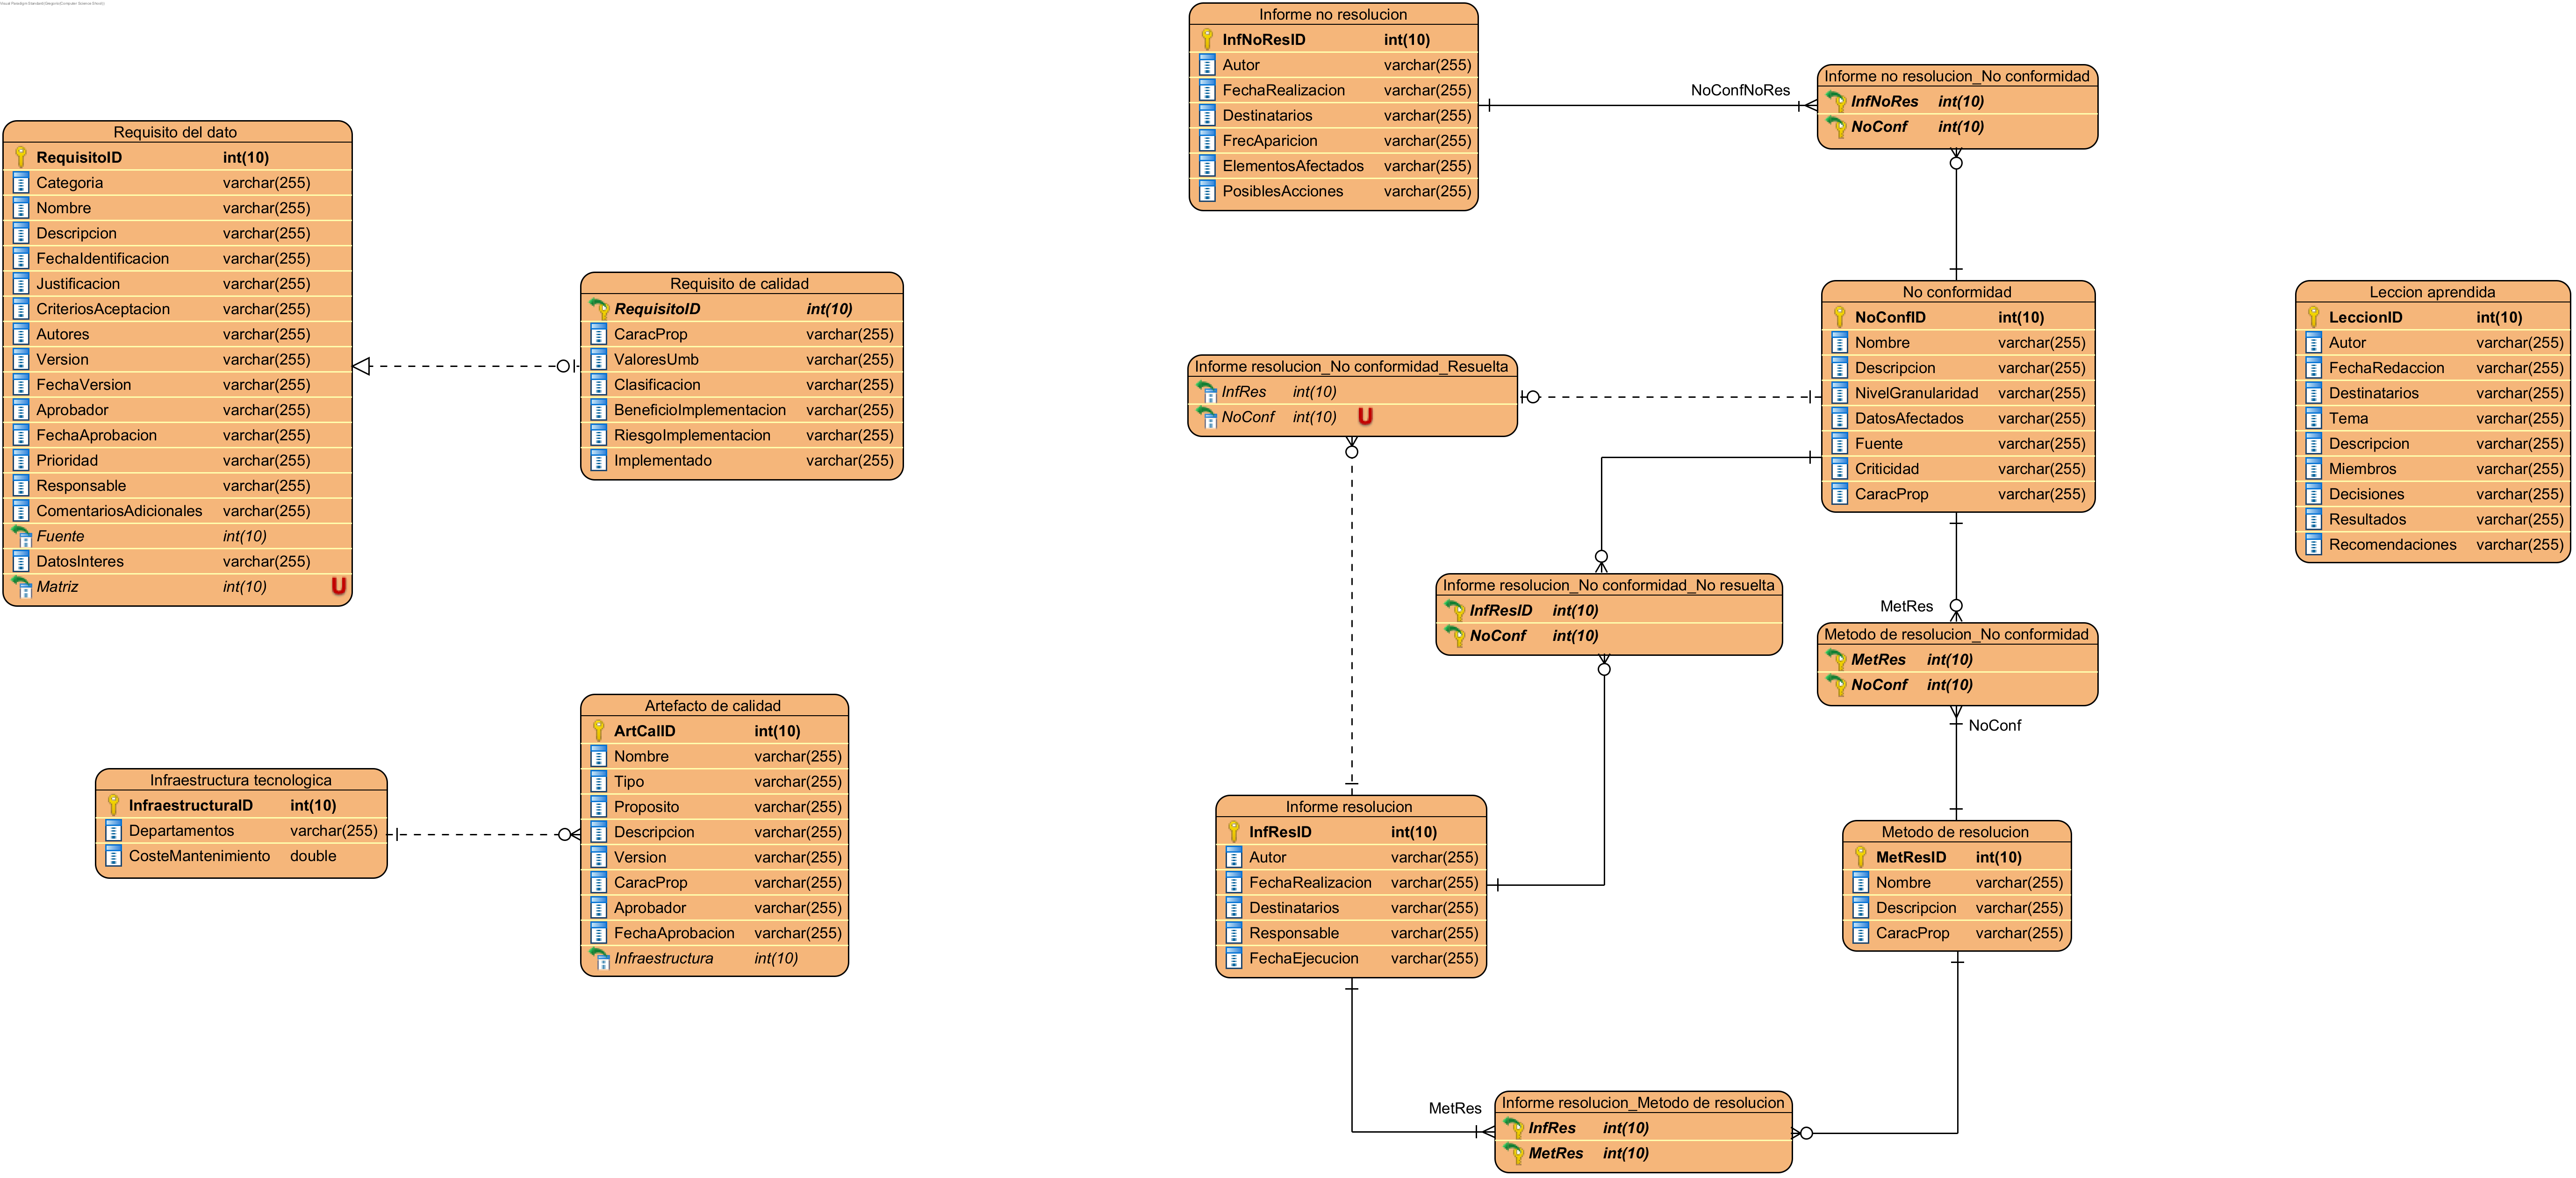 Visual Paradigm Standard(Gregorio(Computer Science Infect))
Requisito del dato
RequisitoID int(10)
Categoria varchar(255)
Nombre varchar(255)
Descripcion varchar(255)
FechaIdentificacion varchar(255)
Justificacion varchar(255)
CriteriosAceptacion varchar(255)
Autores varchar(255)
Version varchar(255)
FechaVersion varchar(255)
Aprobador varchar(255)
FechaAprobacion varchar(255)
Prioridad varchar(255)
Responsable varchar(255)
ComentariosAdicionales varchar(255)
Fuente int(10)
DatosInteres varchar(255)
Matriz int(10) U
Requisito de calidad
RequisitoID int(10)
CaracProp varchar(255)
ValoresUmb varchar(255)
Clasificacion varchar(255)
BeneficioImplementacion varchar(255)
RiesgoImplementacion varchar(255)
Implementado varchar(255)
Infraestructura tecnologica
InfraestructuraID int(10)
Departamentos varchar(255)
CosteMantenimiento double
Artefacto de calidad
ArtCalID int(10)
Nombre varchar(255)
Tipo varchar(255)
Proposito varchar(255)
Descripcion varchar(255)
Version varchar(255)
CaracProp varchar(255)
Aprobador varchar(255)
FechaAprobacion varchar(255)
Infraestructura int(10)
Informe no resolucion
InfNoResID int(10)
Autor varchar(255)
FechaRealizacion varchar(255)
Destinatarios varchar(255)
FrecAparicion varchar(255)
ElementosAfectados varchar(255)
PosiblesAcciones varchar(255)
NoConfNoRes
Informe no resolucion_No conformidad
InfNoRes int(10)
NoConf int(10)
Informe resolucion_No conformidad_Resuelta
InfRes int(10)
NoConf int(10) U
No conformidad
NoConfID int(10)
Nombre varchar(255)
Descripcion varchar(255)
NivelGranularidad varchar(255)
DatosAfectados varchar(255)
Fuente varchar(255)
Criticidad varchar(255)
CaracProp varchar(255)
Leccion aprendida
LeccionID int(10)
Autor varchar(255)
FechaRedaccion varchar(255)
Destinatarios varchar(255)
Tema varchar(255)
Descripcion varchar(255)
Miembros varchar(255)
Decisiones varchar(255)
Resultados varchar(255)
Recomendaciones varchar(255)
Informe resolucion_No conformidad_No resuelta
InfResID int(10)
NoConf int(10)
MetRes
Metodo de resolucion_No conformidad
MetRes int(10)
NoConf int(10)
NoConf
Informe resolucion
InfResID int(10)
Autor varchar(255)
FechaRealizacion varchar(255)
Destinatarios varchar(255)
Responsable varchar(255)
FechaEjecucion varchar(255)
Metodo de resolucion
MetResID int(10)
Nombre varchar(255)
Descripcion varchar(255)
CaracProp varchar(255)
MetRes
Informe resolucion_Metodo de resolucion
InfRes int(10)
MetRes int(10)